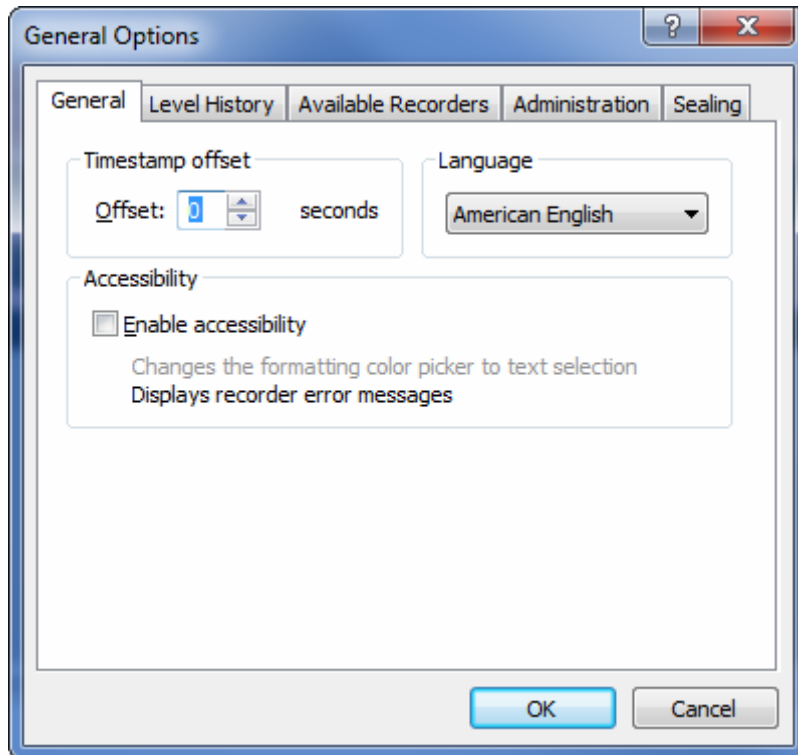 General Options
General Level History Available Recorders Administration Sealing
Timestamp offset
Offset: 0 seconds
Language
American English
Accessibility
Enable accessibility
Changes the formatting color picker to text selection
Displays recorder error messages
OK Cancel